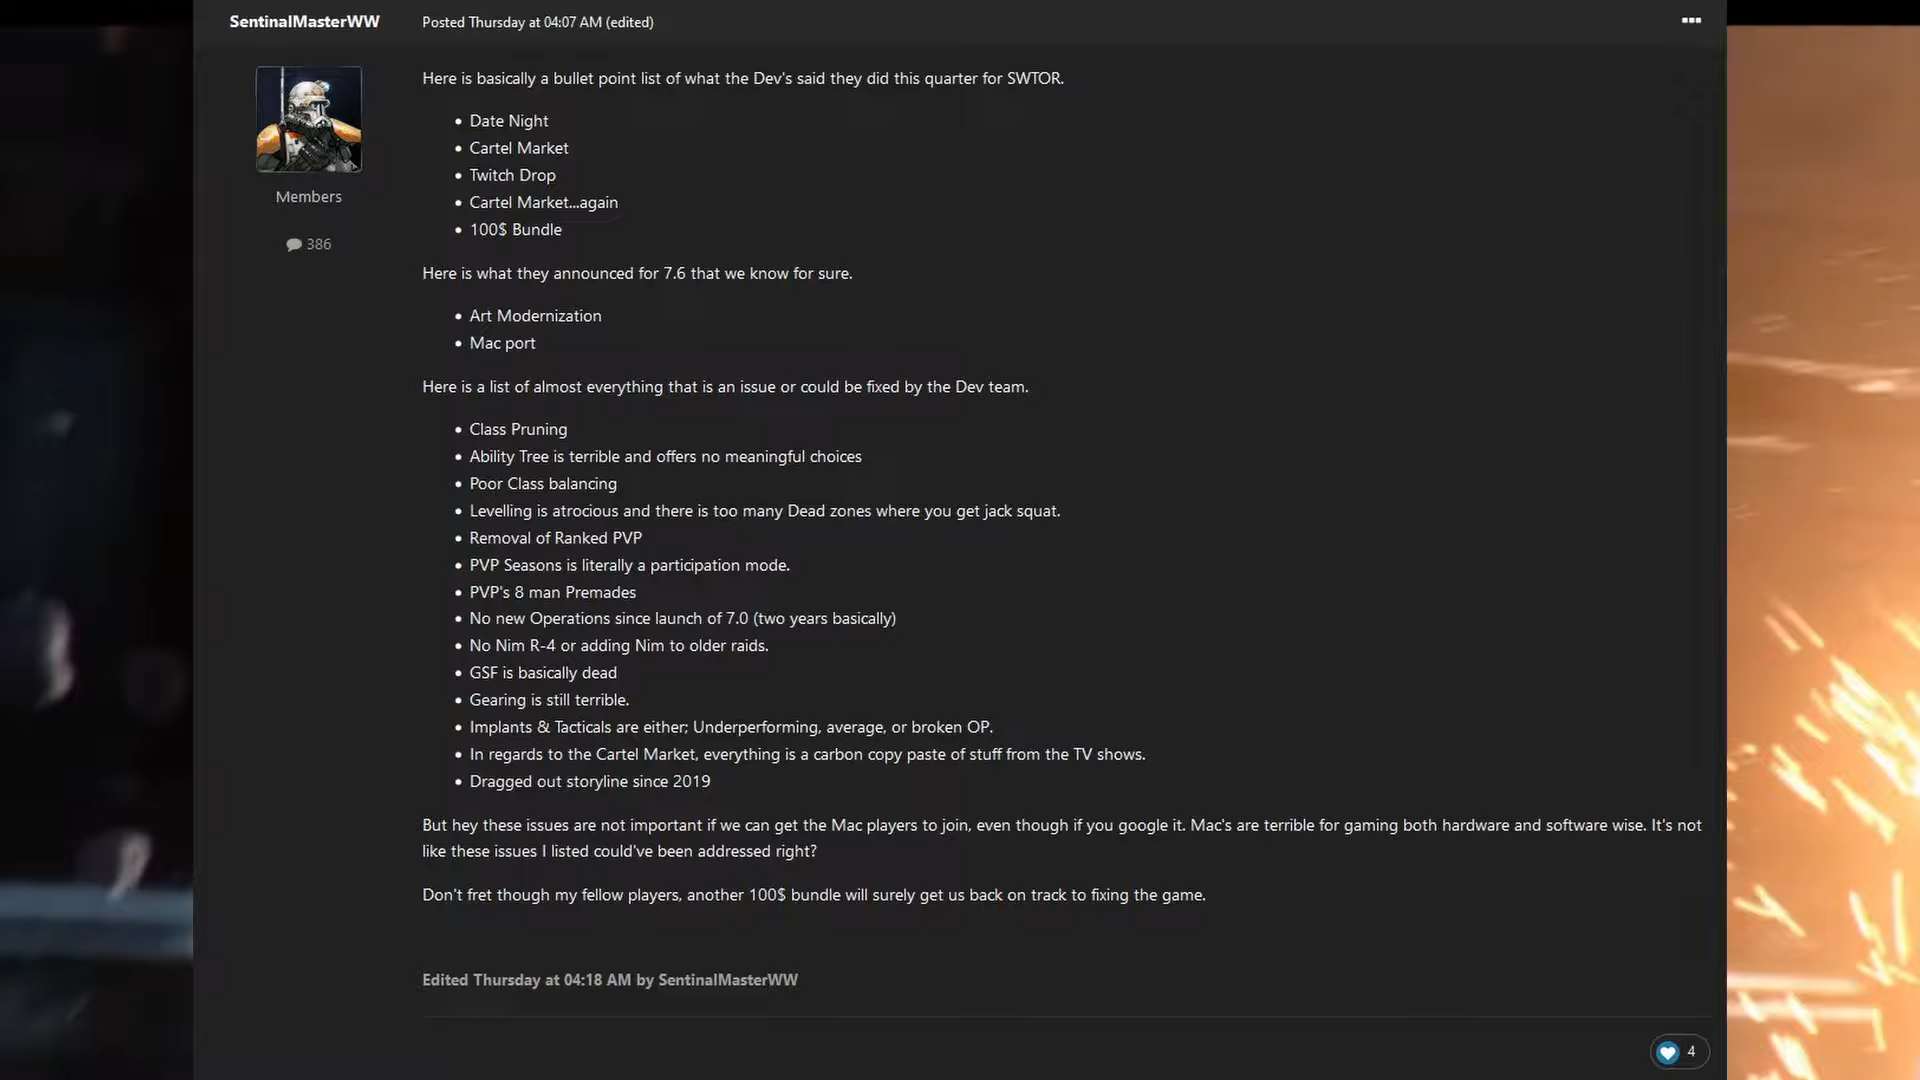 SentinalMasterWW
Posted Thursday at 04:07 AM (edited)
Members
386
Here is basically a bullet point list of what the Dev's said they did this quarter for SWTOR.
• Date Night
• Cartel Market
• Twitch Drop
• Cartel Market...again
• 100$ Bundle
Here is what they announced for 7.6 that we know for sure.
• Art Modernization
• Mac port
Here is a list of almost everything that is an issue or could be fixed by the Dev team.
• Class Pruning
• Ability Tree is terrible and offers no meaningful choices
• Poor Class balancing
• Levelling is atrocious and there is too many Dead zones where you get jack squat.
• Removal of Ranked PVP
• PVP Seasons is literally a participation mode.
• PVP's 8 man Premades
• No new Operations since launch of 7.0 (two years basically)
• No Nim R-4 or adding Nim to older raids.
• GSF is basically dead
• Gearing is still terrible.
• Implants & Tacticals are either; Underperforming, average, or broken OP.
• In regards to the Cartel Market, everything is a carbon copy paste of stuff from the TV shows.
• Dragged out storyline since 2019
But hey these issues are not important if we can get the Mac players to join, even though if you google it. Mac's are terrible for gaming both hardware and software wise. It's not
like these issues I listed could've been addressed right?
Don't fret though my fellow players, another 100$ bundle will surely get us back on track to fixing the game.
Edited Thursday at 04:18 AM by SentinalMasterWW
4